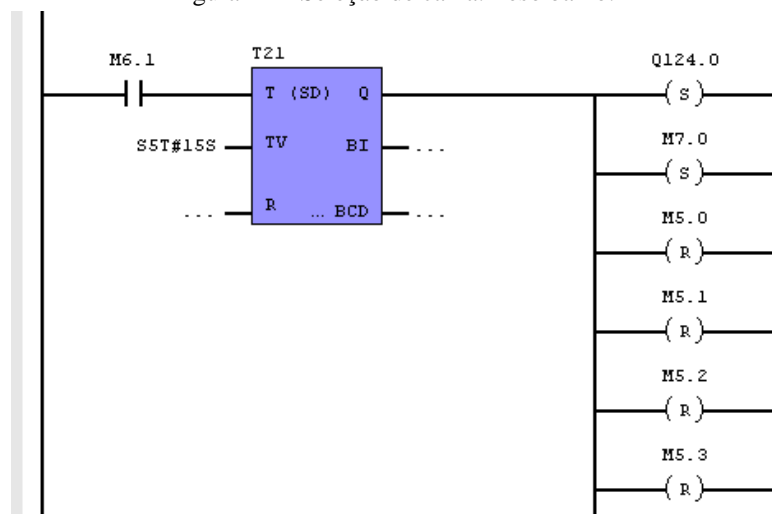 M6.1
T21
T (SD) Q
S5T#15S TV BI ...
... R ... BCD ...
Q124.0
S
M7.0
S
M5.0
R
M5.1
R
M5.2
R
M5.3
R